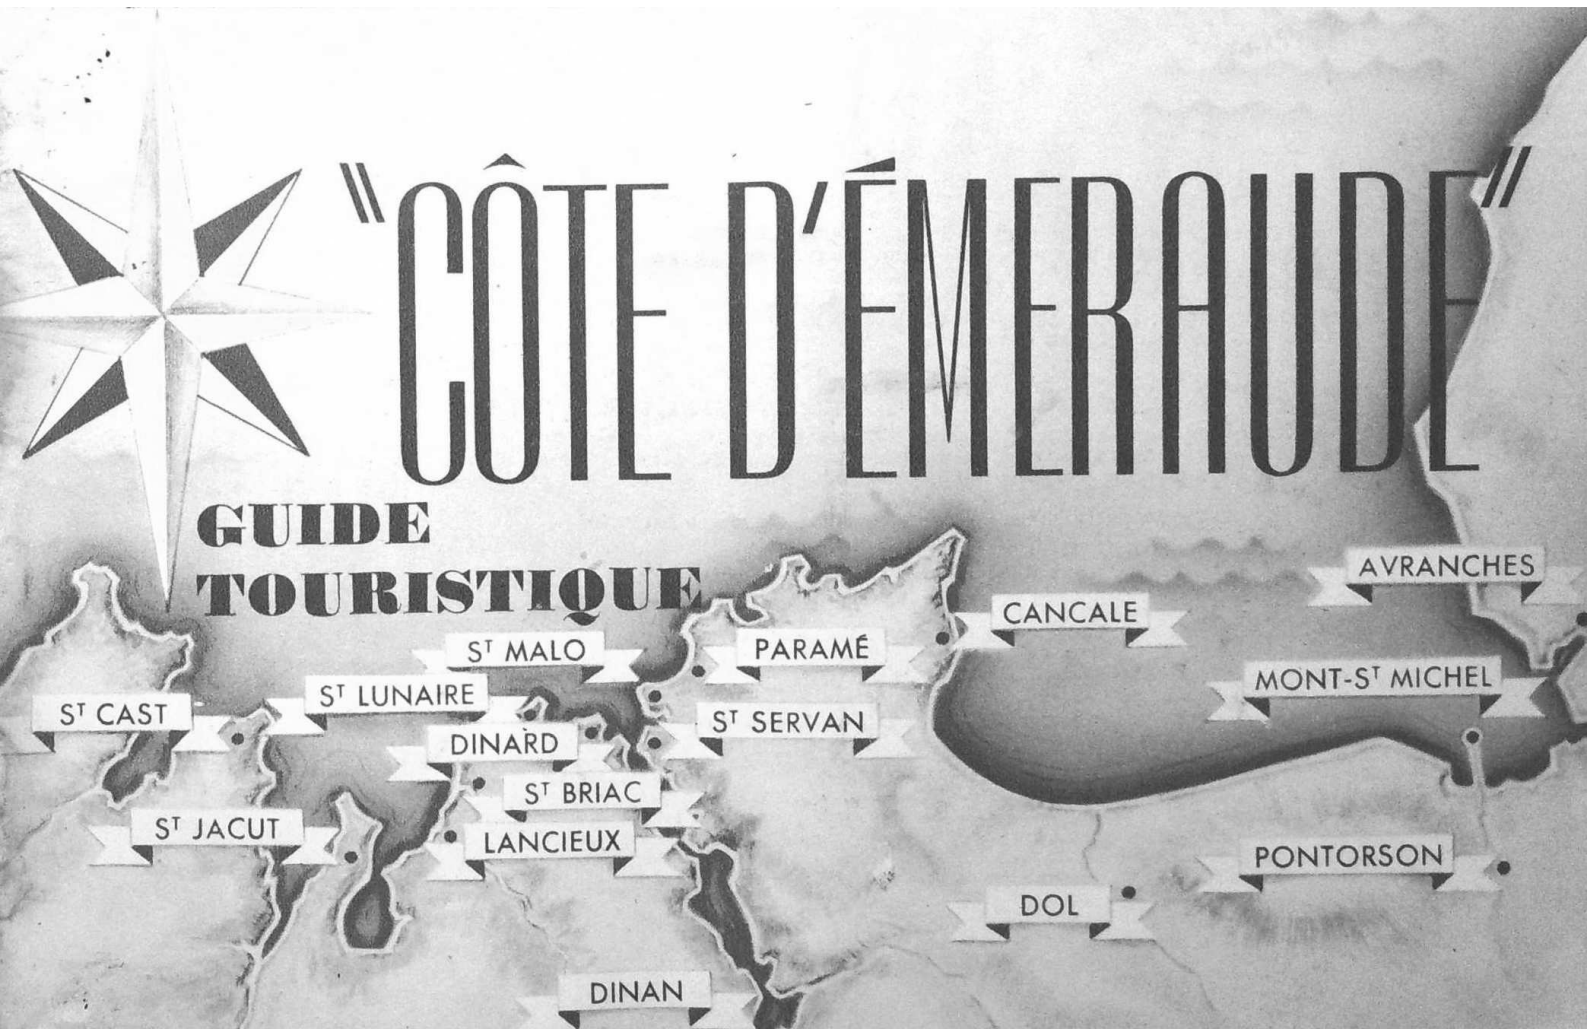 "CÔTE D'ÉMERAUDE"
GUIDE
TOURISTIQUE
AVRANCHES
CANCALE
ST MALO
PARAMÉ
MONT-ST MICHEL
ST LUNAIRE
ST CAST
ST SERVAN
DINARD
ST BRIAC
ST JACUT
LANCIEUX
PONTORSON
DOL
DINAN